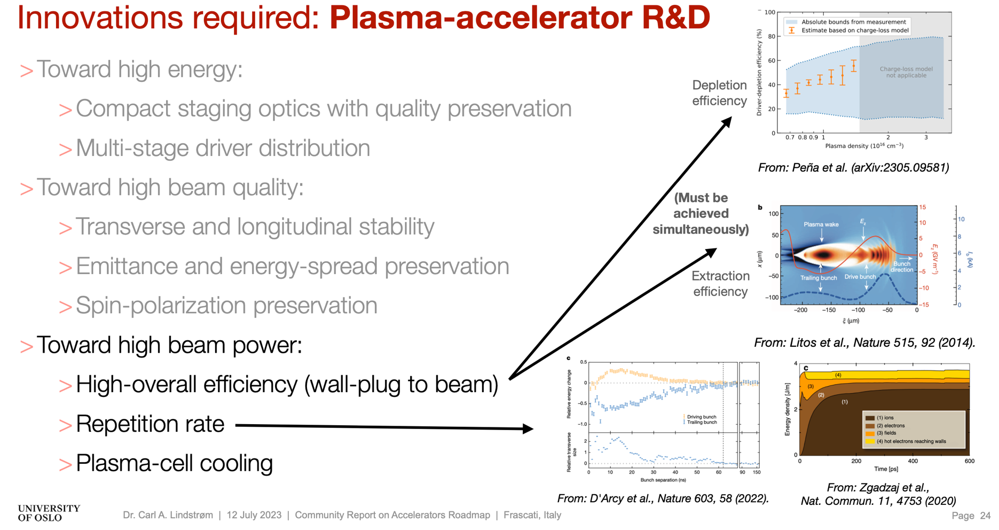 Innovations required: Plasma-accelerator R&D
> Toward high energy:
> Compact staging optics with quality preservation
> Multi-stage driver distribution
> Toward high beam quality:
> Transverse and longitudinal stability
> Emittance and energy-spread preservation
> Spin-polarization preservation
> Toward high beam power:
> High-overall efficiency (wall-plug to beam)
> Repetition rate
> Plasma-cell cooling
Depletion
efficiency
(Must be
achieved
simultaneously)
Extraction
efficiency
Driver-depletion efficiency (%)
100
80
60
40
20
0
Absolute bounds from measurement
Estimate based on charge-loss model
Charge-loss model
not applicable
0.7 0.8 0.9 1 2 3
Plasma density (10¹⁶ cm⁻³)
From: Peña et al. (arXiv:2305.09581)
b
x (μm)
100
50
0
−50
−100
Plasma wake
E_z
Trailing bunch
Drive bunch
Bunch
direction
15
10
5
0
−5
−10
−15
E_z (GV m⁻¹)
10
8
6
4
2
0
I_b (kA)
−200 −150 −100 −50 0
ξ (μm)
From: Litos et al., Nature 515, 92 (2014).
c
Relative energy change
0.5
0
−0.5
−1.0
Driving bunch
Trailing bunch
Relative transverse
size
2
1
0
0 10 20 30 40 50 60 90 150
Bunch separation (ns)
From: D'Arcy et al., Nature 603, 58 (2022).
c
Energy density [J/m]
4
2
0
(4)
(3)
(2)
(1)
(1) ions
(2) electrons
(3) fields
(4) hot electrons reaching walls
0 200 400 600
Time [ps]
From: Zgadzaj et al.,
Nat. Commun. 11, 4753 (2020)
UNIVERSITY
OF OSLO
Dr. Carl A. Lindstrøm | 12 July 2023 | Community Report on Accelerators Roadmap | Frascati, Italy
Page 24